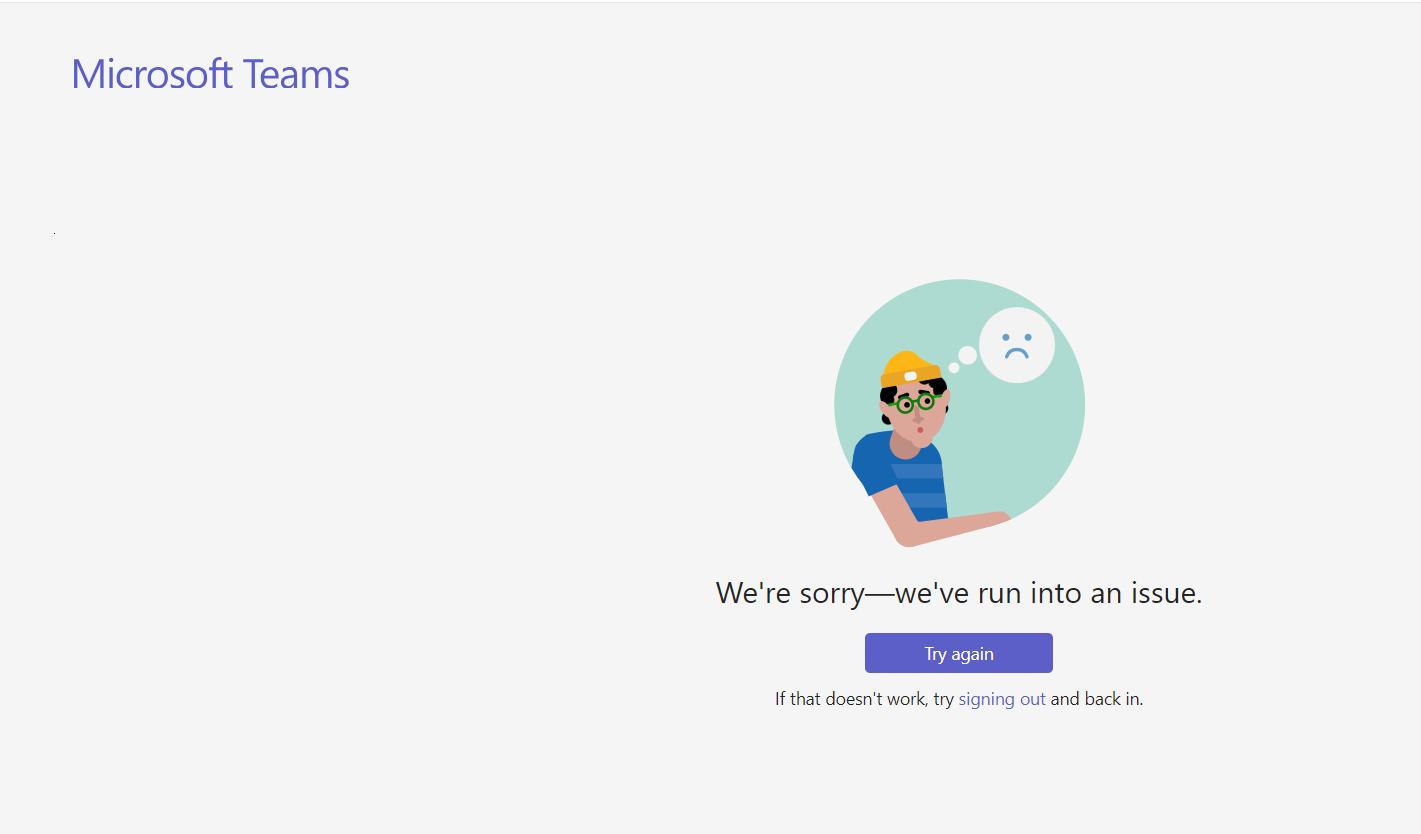 Microsoft Teams
We're sorry—we've run into an issue.
Try again
If that doesn't work, try signing out and back in.